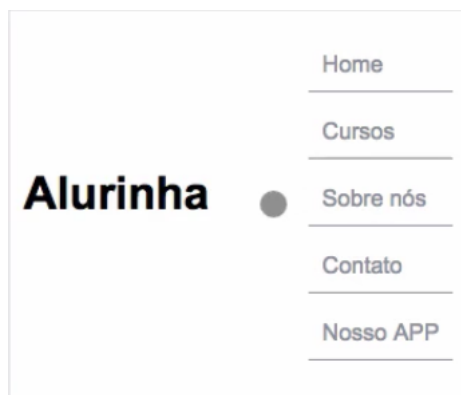 Alurinha
Home
Cursos
Sobre nós
Contato
Nosso APP